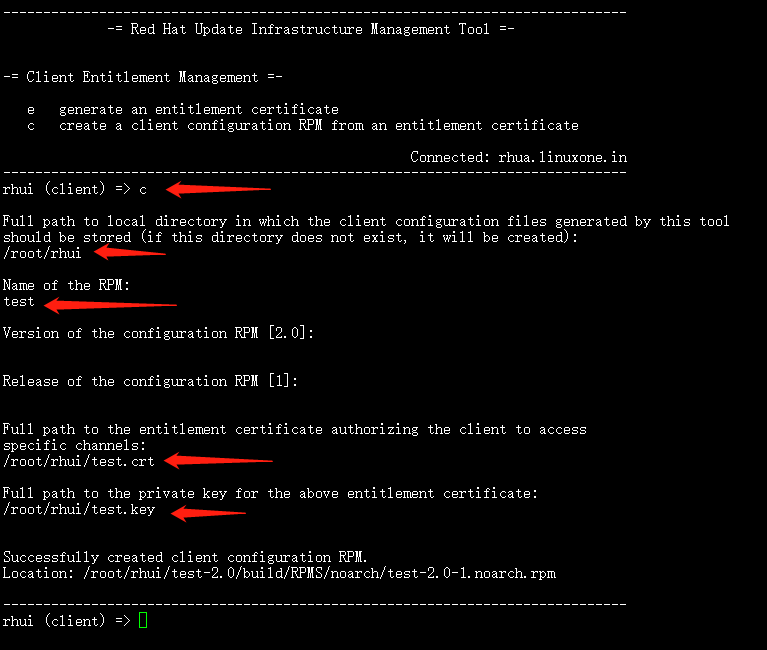 -= Red Hat Update Infrastructure Management Tool =-
-= Client Entitlement Management =-
e generate an entitlement certificate
c create a client configuration RPM from an entitlement certificate
Connected: rhua.linuxone.in
rhui (client) => c
Full path to local directory in which the client configuration files generated by this tool
should be stored (if this directory does not exist, it will be created):
/root/rhui
Name of the RPM:
test
Version of the configuration RPM [2.0]:
Release of the configuration RPM [1]:
Full path to the entitlement certificate authorizing the client to access
specific channels:
/root/rhui/test.crt
Full path to the private key for the above entitlement certificate:
/root/rhui/test.key
Successfully created client configuration RPM.
Location: /root/rhui/test-2.0/build/RPMS/noarch/test-2.0-1.noarch.rpm
rhui (client) =>